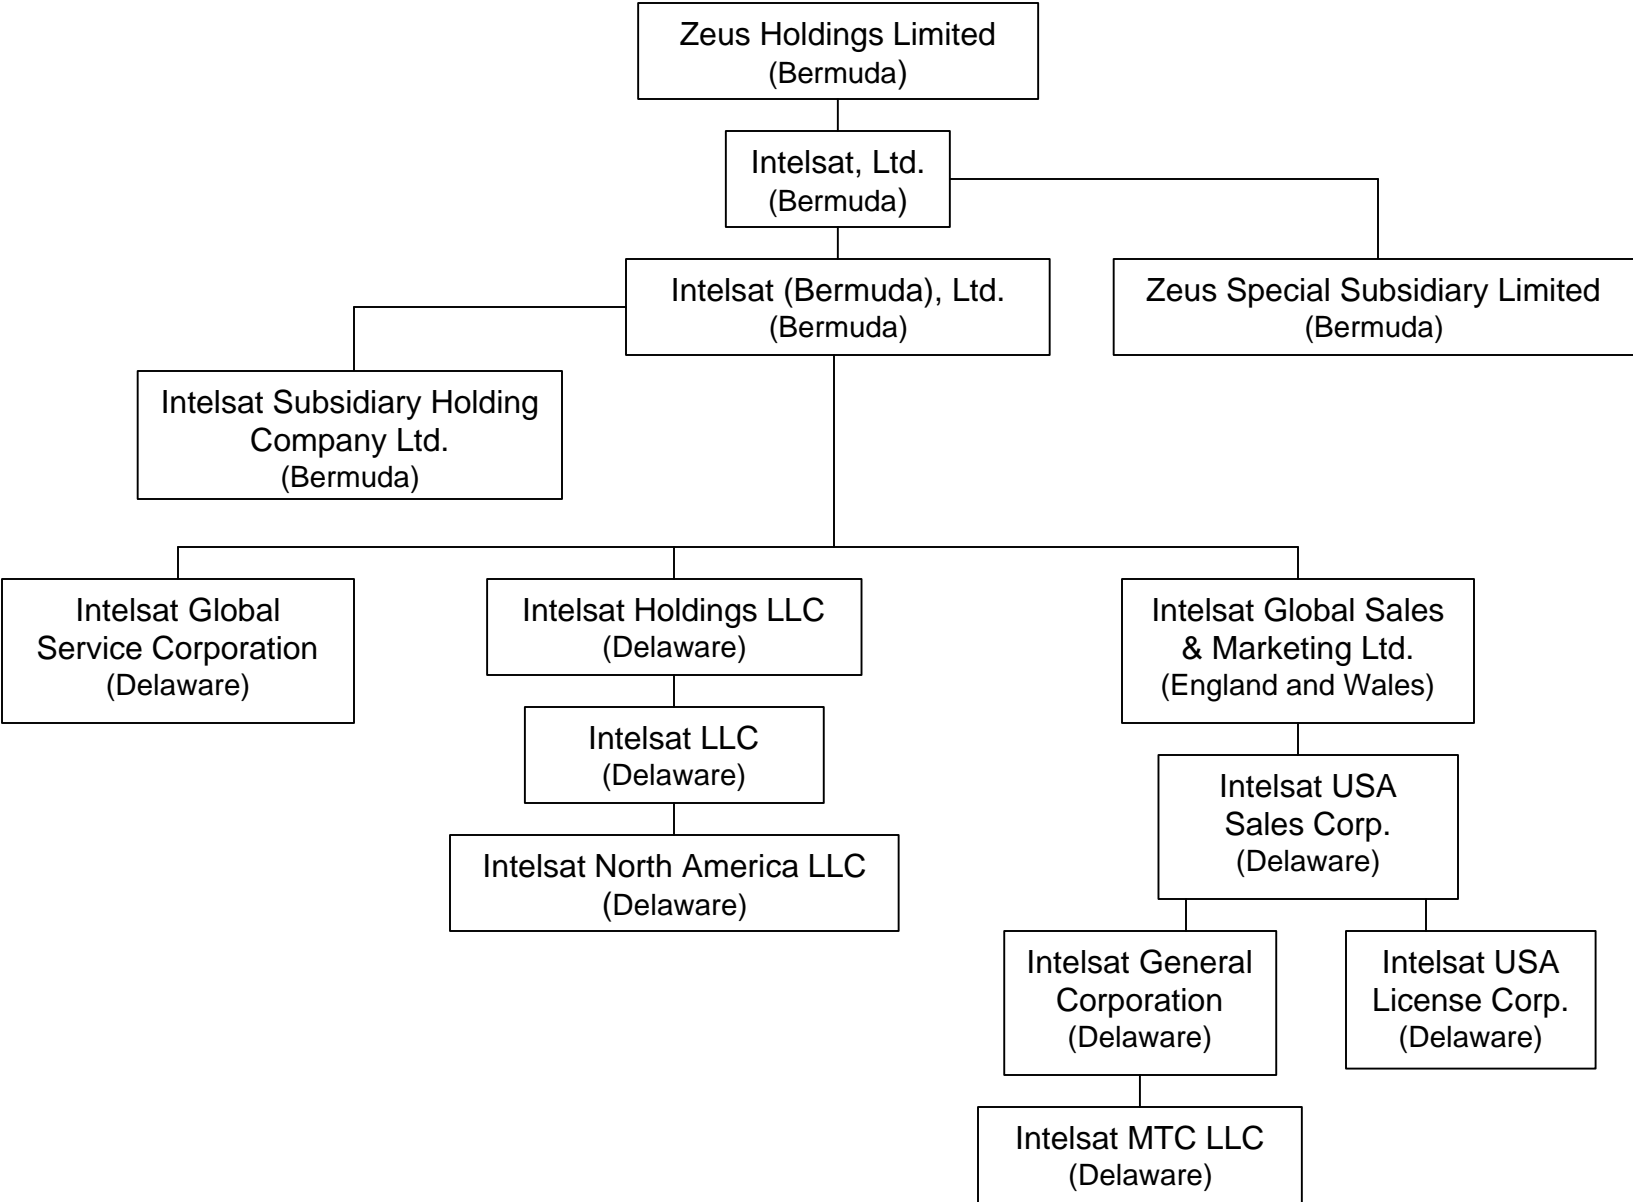 Zeus Holdings Limited
(Bermuda)
Intelsat, Ltd.
(Bermuda)
Intelsat (Bermuda), Ltd.
(Bermuda)
Zeus Special Subsidiary Limited
(Bermuda)
Intelsat Subsidiary Holding
Company Ltd.
(Bermuda)
Intelsat Global
Service Corporation
(Delaware)
Intelsat Holdings LLC
(Delaware)
Intelsat Global Sales
& Marketing Ltd.
(England and Wales)
Intelsat LLC
(Delaware)
Intelsat USA
Sales Corp.
(Delaware)
Intelsat North America LLC
(Delaware)
Intelsat General
Corporation
(Delaware)
Intelsat USA
License Corp.
(Delaware)
Intelsat MTC LLC
(Delaware)